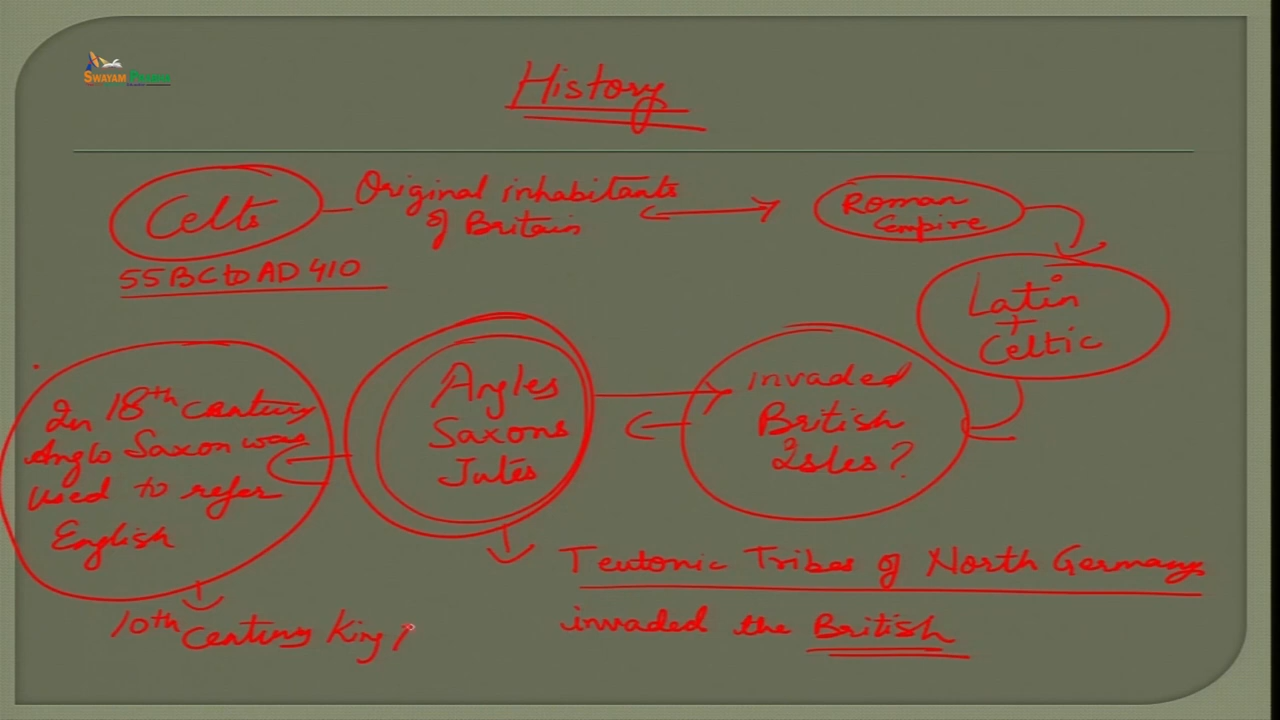 SWAYAM Prabha
History
Celts
Original inhabitants
of Britain
Roman
Empire
55 BC to AD 410
Latin
+
Celtic
invaded
British
Isles?
Angles
Saxons
Jutes
In 18th century
Anglo Saxon was
used to refer
English
Teutonic Tribes of North Germany
invaded the British
10th century King